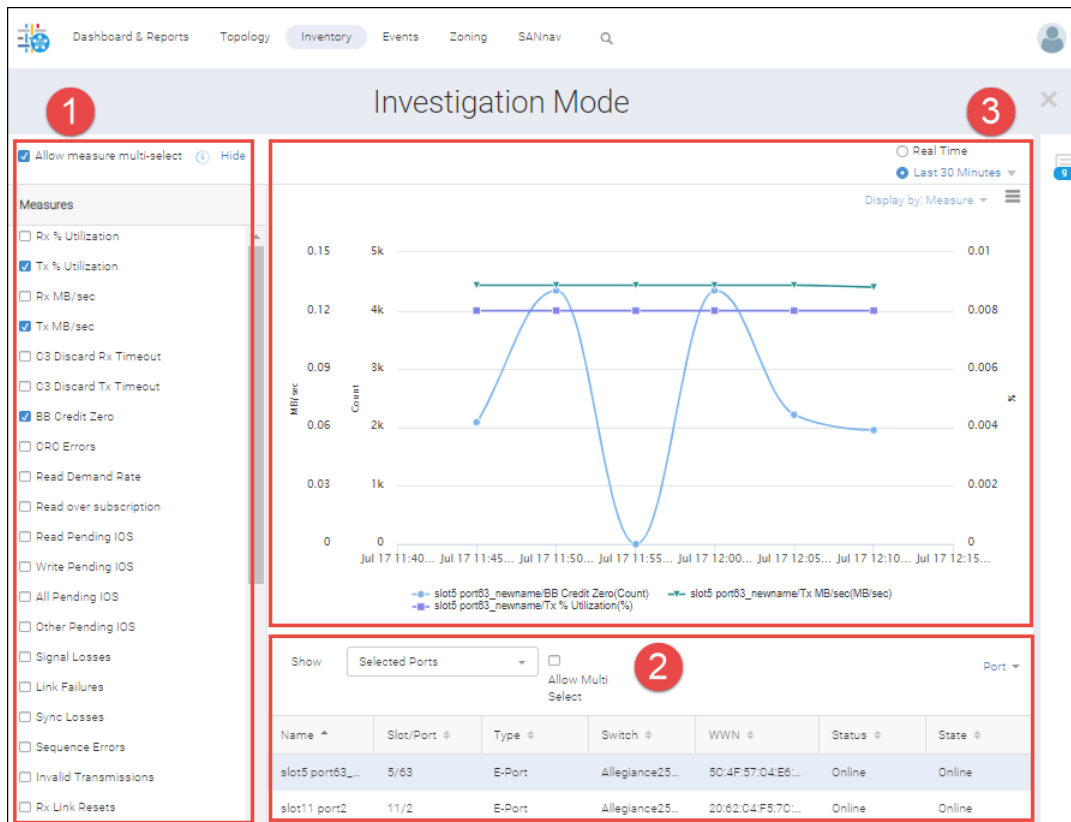 Dashboard & Reports Topology Inventory Events Zoning SANnav
Investigation Mode
1
3
Allow measure multi-select i Hide
Real Time
Last 30 Minutes
9
Measures
Display by: Measure
Rx % Utilization
Tx % Utilization
Rx MB/sec
Tx MB/sec
C3 Discard Rx Timeout
C3 Discard Tx Timeout
BB Credit Zero
CRC Errors
Read Demand Rate
Read over subscription
Read Pending IOS
Write Pending IOS
All Pending IOS
Other Pending IOS
Signal Losses
Link Failures
Sync Losses
Sequence Errors
Invalid Transmissions
Rx Link Resets
0.15 5k 0.01
0.12 4k 0.008
0.09 3k 0.006
MB/sec
Count
%
0.06 2k 0.004
0.03 1k 0.002
0 0 0
Jul 17 11:40... Jul 17 11:45... Jul 17 11:50... Jul 17 11:55... Jul 17 12:00... Jul 17 12:05... Jul 17 12:10... Jul 17 12:15...
slot5 port63_newname/BB Credit Zero(Count) slot5 port63_newname/Tx MB/sec(MB/sec)
slot5 port63_newname/Tx % Utilization(%)
2
Show Selected Ports
Allow Multi
Select
Port
Name Slot/Port Type Switch WWN Status State
slot5 port63_... 5/63 E-Port Allegiance25... 50:4F:57:04:E6:... Online Online
slot11 port2 11/2 E-Port Allegiance25... 20:62:04:F5:70:... Online Online